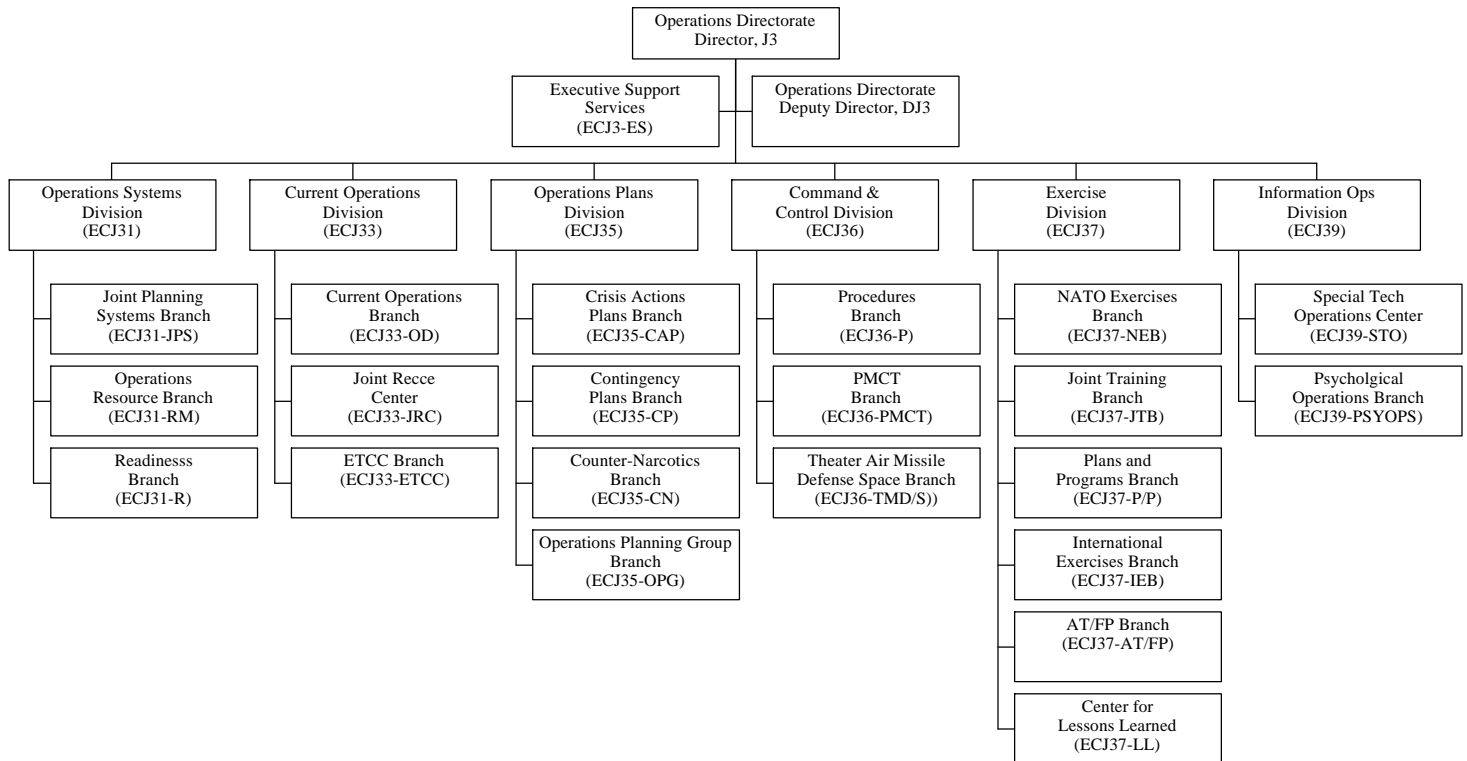 Operations Directorate
Director, J3
Executive Support
Services
(ECJ3-ES)
Operations Directorate
Deputy Director, DJ3
Operations Systems
Division
(ECJ31)
Joint Planning
Systems Branch
(ECJ31-JPS)
Operations
Resource Branch
(ECJ31-RM)
Readinesss
Branch
(ECJ31-R)
Current Operations
Division
(ECJ33)
Current Operations
Branch
(ECJ33-OD)
Joint Recce
Center
(ECJ33-JRC)
ETCC Branch
(ECJ33-ETCC)
Operations Plans
Division
(ECJ35)
Crisis Actions
Plans Branch
(ECJ35-CAP)
Contingency
Plans Branch
(ECJ35-CP)
Counter-Narcotics
Branch
(ECJ35-CN)
Operations Planning Group
Branch
(ECJ35-OPG)
Command &
Control Division
(ECJ36)
Procedures
Branch
(ECJ36-P)
PMCT
Branch
(ECJ36-PMCT)
Theater Air Missile
Defense Space Branch
(ECJ36-TMD/S))
Exercise
Division
(ECJ37)
NATO Exercises
Branch
(ECJ37-NEB)
Joint Training
Branch
(ECJ37-JTB)
Plans and
Programs Branch
(ECJ37-P/P)
International
Exercises Branch
(ECJ37-IEB)
AT/FP Branch
(ECJ37-AT/FP)
Center for
Lessons Learned
(ECJ37-LL)
Information Ops
Division
(ECJ39)
Special Tech
Operations Center
(ECJ39-STO)
Psycholgical
Operations Branch
(ECJ39-PSYOPS)